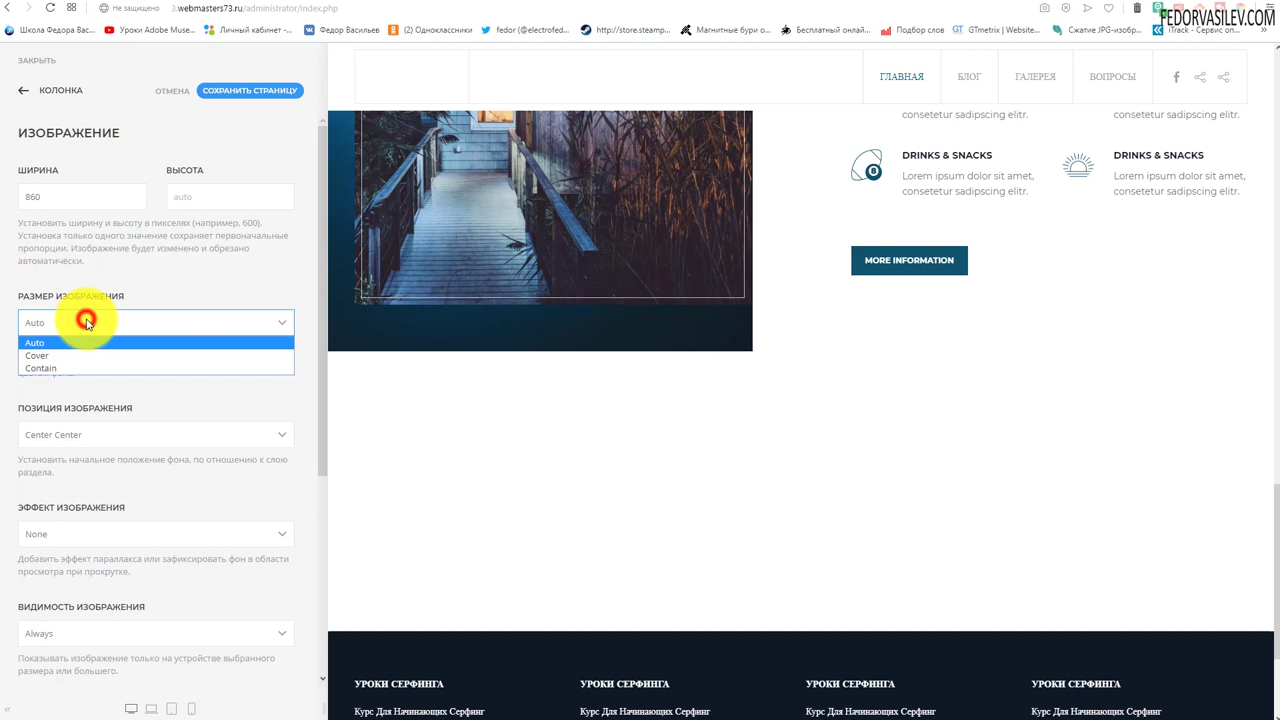 Не защищено
3.webmasters73.ru/administrator/index.php
FEDORVASILEV.COM
Школа Федора Вас...
Уроки Adobe Muse...
Личный кабинет -...
Федор Васильев
(2) Одноклассники
fedor (@electrofed...
http://store.steamp...
Магнитные бури о...
Бесплатный онлай...
Подбор слов
GTmetrix | Website...
Сжатие JPG-изобр...
iTrack - Сервис оп...
ЗАКРЫТЬ
КОЛОНКА
ОТМЕНА
СОХРАНИТЬ СТРАНИЦУ
ИЗОБРАЖЕНИЕ
ШИРИНА
ВЫСОТА
860
auto
Установить ширину и высоту в пикселях (например, 600).
Установка только одного значение сохраняет первоначальные
пропорции. Изображение будет изменено и обрезано
автоматически.
РАЗМЕР ИЗОБРАЖЕНИЯ
Auto
Auto
Cover
Contain
ПОЗИЦИЯ ИЗОБРАЖЕНИЯ
Center Center
Установить начальное положение фона, по отношению к слою
раздела.
ЭФФЕКТ ИЗОБРАЖЕНИЯ
None
Добавить эффект параллакса или зафиксировать фон в области
просмотра при прокрутке.
ВИДИМОСТЬ ИЗОБРАЖЕНИЯ
Always
Показывать изображение только на устройстве выбранного
размера или большего.
ГЛАВНАЯ
БЛОГ
ГАЛЕРЕЯ
ВОПРОСЫ
consetetur sadipscing elitr.
consetetur sadipscing elitr.
DRINKS & SNACKS
Lorem ipsum dolor sit amet,
consetetur sadipscing elitr.
DRINKS & SNACKS
Lorem ipsum dolor sit amet,
consetetur sadipscing elitr.
8
MORE INFORMATION
УРОКИ СЕРФИНГА
УРОКИ СЕРФИНГА
УРОКИ СЕРФИНГА
УРОКИ СЕРФИНГА
Курс Для Начинающих Серфинг
Курс Для Начинающих Серфинг
Курс Для Начинающих Серфинг
Курс Для Начинающих Серфинг